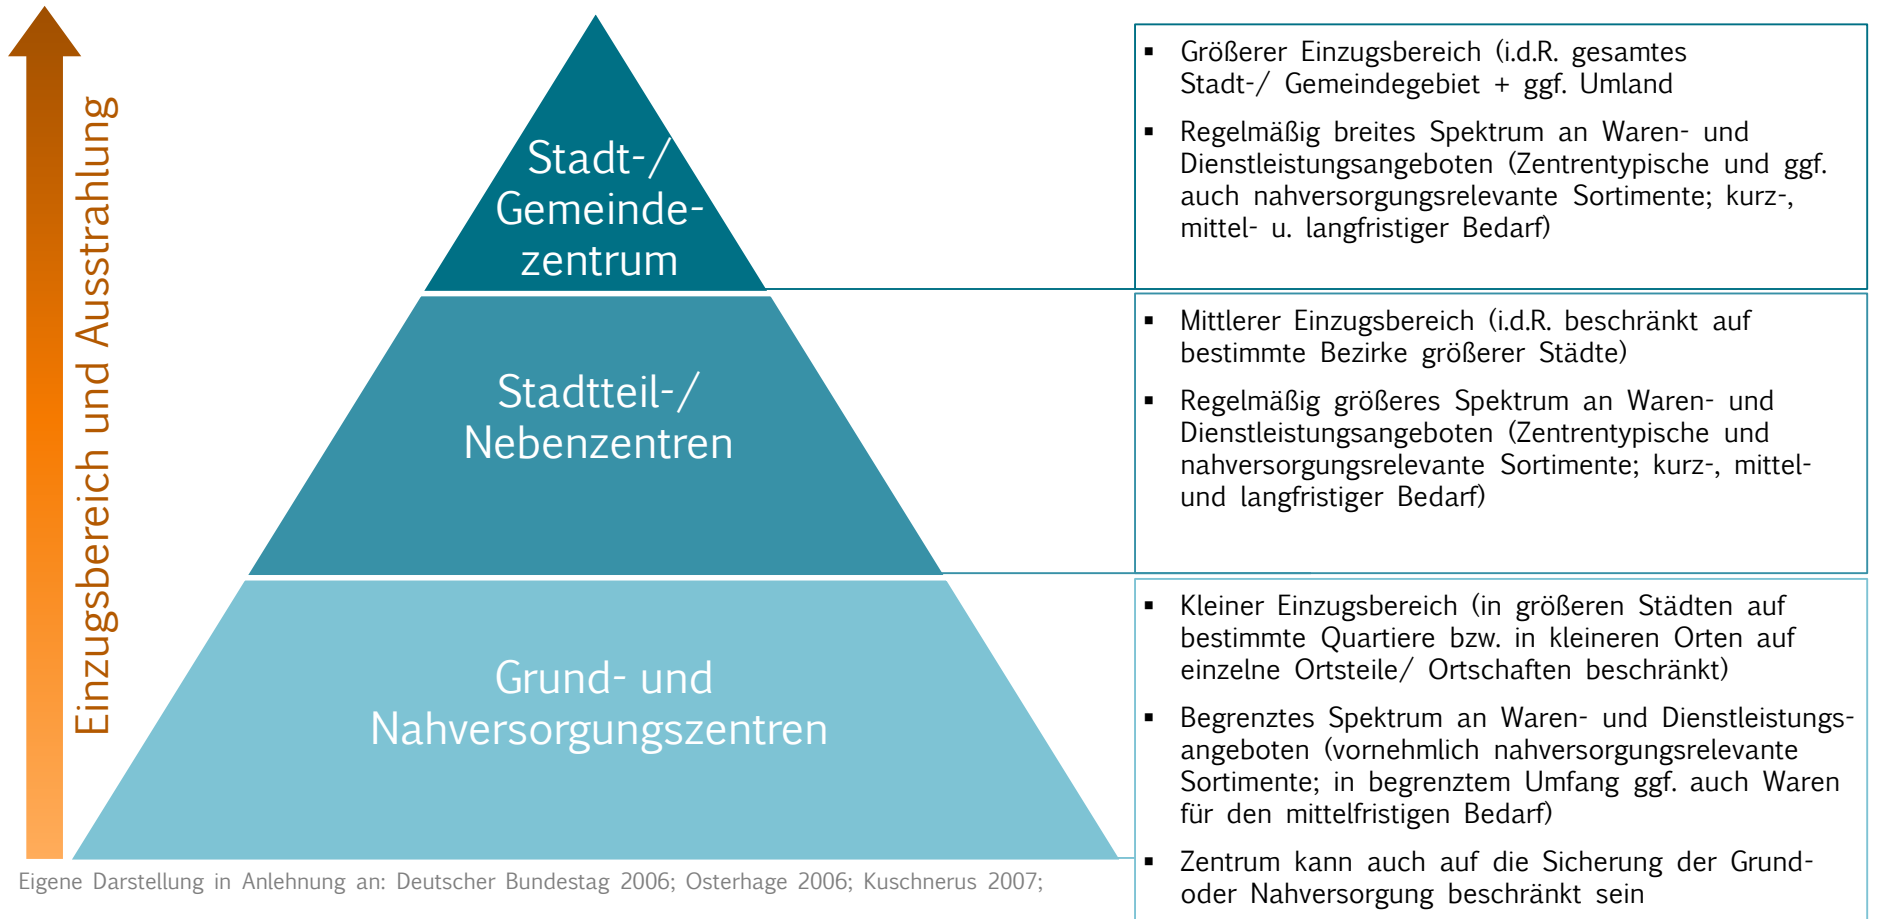 Einzugsbereich und Ausstrahlung
Stadt-/
Gemeinde-
zentrum
▪ Größerer Einzugsbereich (i.d.R. gesamtes
Stadt-/ Gemeindegebiet + ggf. Umland
▪ Regelmäßig breites Spektrum an Waren- und
Dienstleistungsangeboten (Zentrentypische und ggf.
auch nahversorgungsrelevante Sortimente; kurz-,
mittel- u. langfristiger Bedarf)
Stadtteil-/
Nebenzentren
▪ Mittlerer Einzugsbereich (i.d.R. beschränkt auf
bestimmte Bezirke größerer Städte)
▪ Regelmäßig größeres Spektrum an Waren- und
Dienstleistungsangeboten (Zentrentypische und
nahversorgungsrelevante Sortimente; kurz-, mittel-
und langfristiger Bedarf)
Grund- und
Nahversorgungszentren
▪ Kleiner Einzugsbereich (in größeren Städten auf
bestimmte Quartiere bzw. in kleineren Orten auf
einzelne Ortsteile/ Ortschaften beschränkt)
▪ Begrenztes Spektrum an Waren- und Dienstleistungs-
angeboten (vornehmlich nahversorgungsrelevante
Sortimente; in begrenztem Umfang ggf. auch Waren
für den mittelfristigen Bedarf)
▪ Zentrum kann auch auf die Sicherung der Grund-
oder Nahversorgung beschränkt sein
Eigene Darstellung in Anlehnung an: Deutscher Bundestag 2006; Osterhage 2006; Kuschnerus 2007;